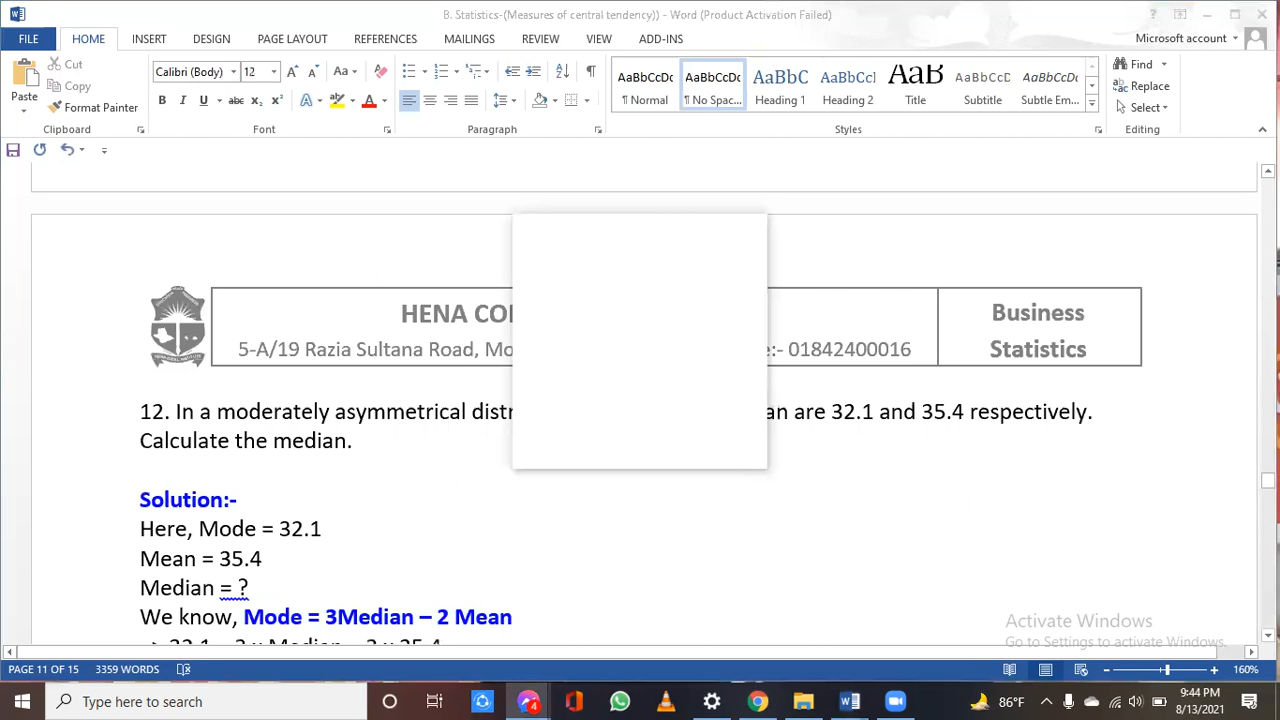 B. Statistics-(Measures of central tendency)) - Word (Product Activation Failed)
FILE HOME INSERT DESIGN PAGE LAYOUT REFERENCES MAILINGS REVIEW VIEW ADD-INS Microsoft account
Paste Cut Copy Format Painter
Calibri (Body) 12
AaBbCcDc AaBbCcDc AaBbC AaBbCcI AaB AaBbCcD AaBbCcI
¶ Normal ¶ No Spac... Heading Heading 2 Title Subtitle Subtle Em...
Find Replace Select
Clipboard Font Paragraph Styles Editing
HENA
Business
Statistics
5-A/19 Razia Sultana Road, :- 01842400016
12. In a moderately asymmetrical an are 32.1 and 35.4 respectively.
Calculate the median.
Solution:-
Here, Mode = 32.1
Mean = 35.4
Median = ?
We know, Mode = 3Median – 2 Mean
Activate Windows
Go to Settings to activate Windows.
PAGE 11 OF 15 3359 WORDS 160%
Type here to search 4 86°F 9:44 PM
8/13/2021